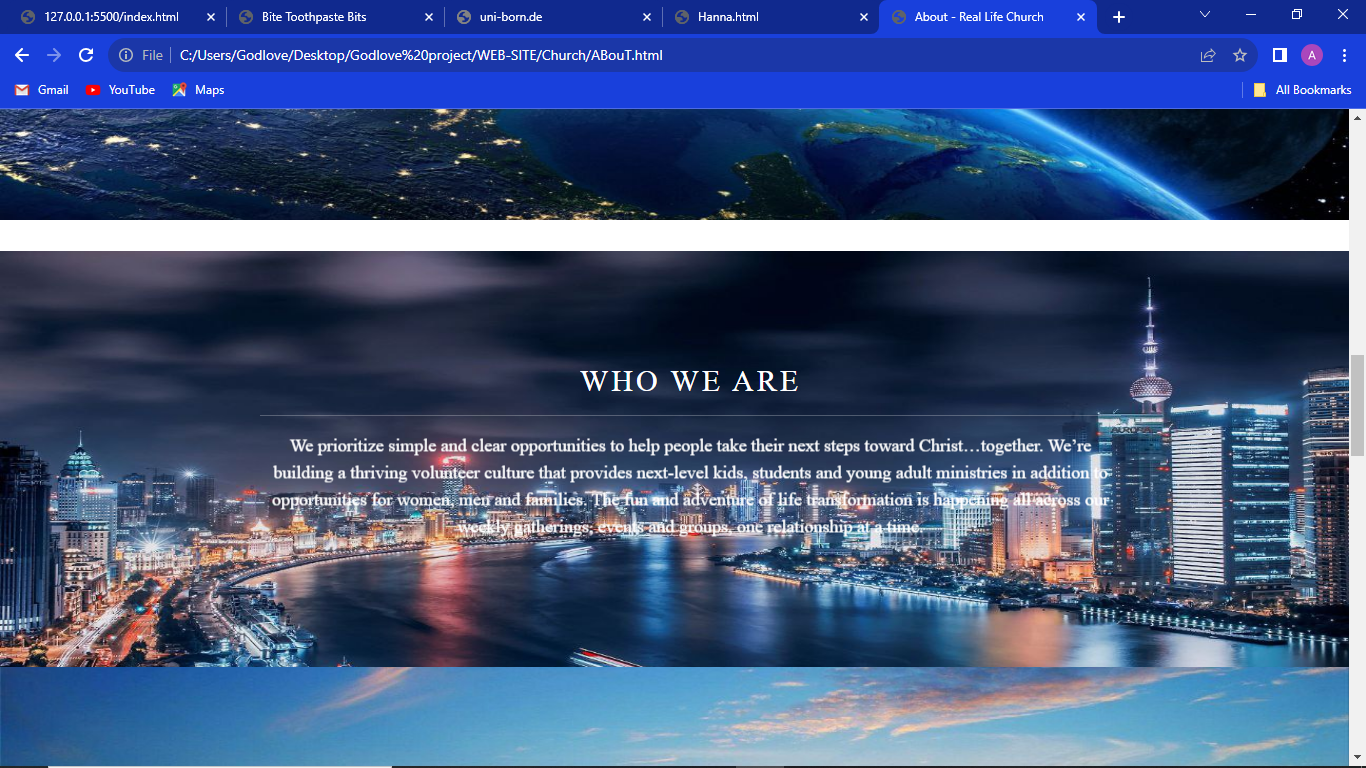 127.0.0.1:5500/index.html
Bite Toothpaste Bits
uni-born.de
Hanna.html
About - Real Life Church
File
C:/Users/Godlove/Desktop/Godlove%20project/WEB-SITE/Church/ABouT.html
A
Gmail
YouTube
Maps
All Bookmarks
WHO WE ARE
We prioritize simple and clear opportunities to help people take their next steps toward Christ…together. We’re
building a thriving volunteer culture that provides next-level kids, students and young adult ministries in addition to
opportunities for women, men and families. The fun and adventure of life transformation is happening all across our
weekly gatherings, events and groups, one relationship at a time.